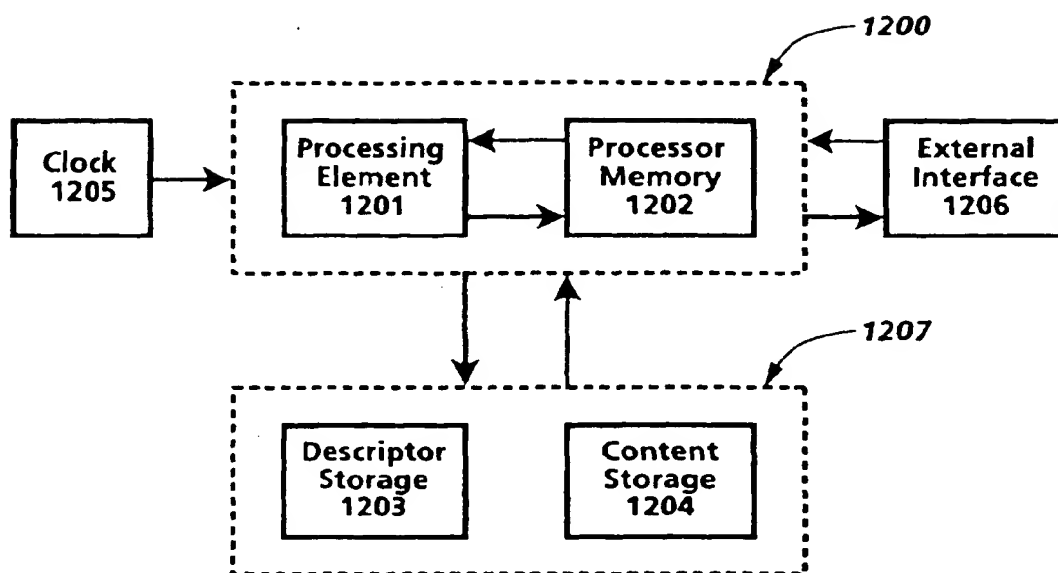 1200
Clock
1205
Processing
Element
1201
Processor
Memory
1202
External
Interface
1206
1207
Descriptor
Storage
1203
Content
Storage
1204